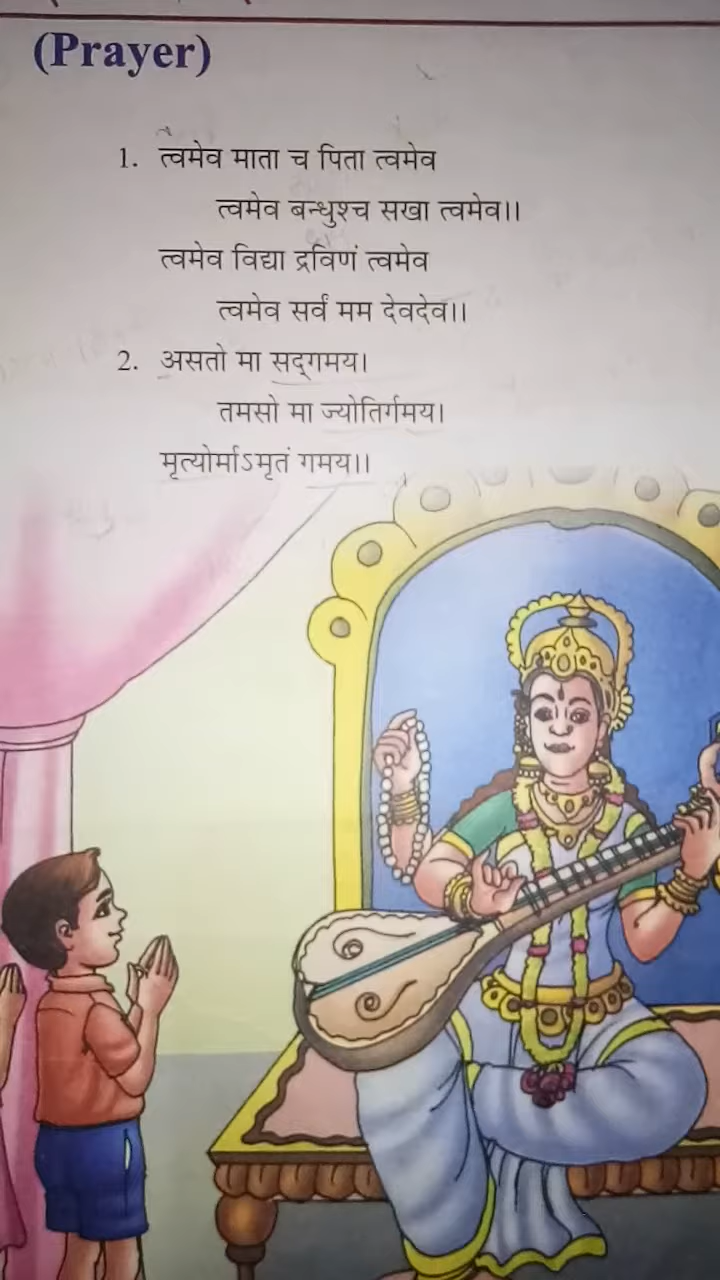 (Prayer)
1. त्वमेव माता च पिता त्वमेव
त्वमेव बन्धुश्च सखा त्वमेव।।
त्वमेव विद्या द्रविणं त्वमेव
त्वमेव सर्वं मम देवदेव।।
2. असतो मा सद्‌गमय।
तमसो मा ज्योतिर्गमय।
मृत्योर्माऽमृतं गमय।।